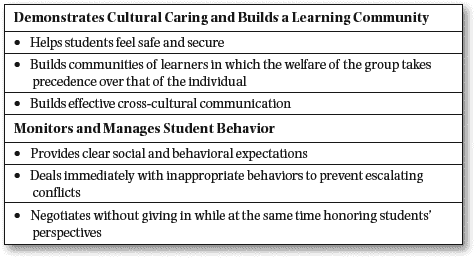 Demonstrates Cultural Caring and Builds a Learning Community
• Helps students feel safe and secure
• Builds communities of learners in which the welfare of the group takes
precedence over that of the individual
• Builds effective cross-cultural communication
Monitors and Manages Student Behavior
• Provides clear social and behavioral expectations
• Deals immediately with inappropriate behaviors to prevent escalating
conflicts
• Negotiates without giving in while at the same time honoring students'
perspectives